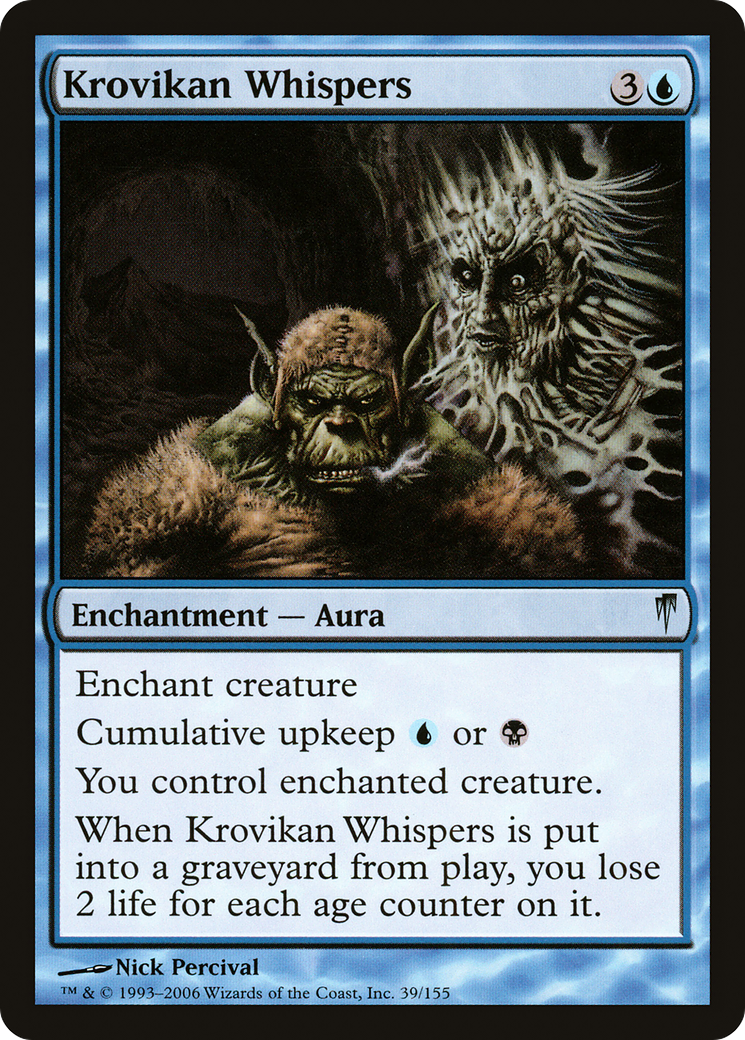 Krovikan Whispers 3
Enchantment — Aura
Enchant creature
Cumulative upkeep or
You control enchanted creature.
When Krovikan Whispers is put
into a graveyard from play, you lose
2 life for each age counter on it.
Nick Percival
™ & © 1993–2006 Wizards of the Coast, Inc. 39/155